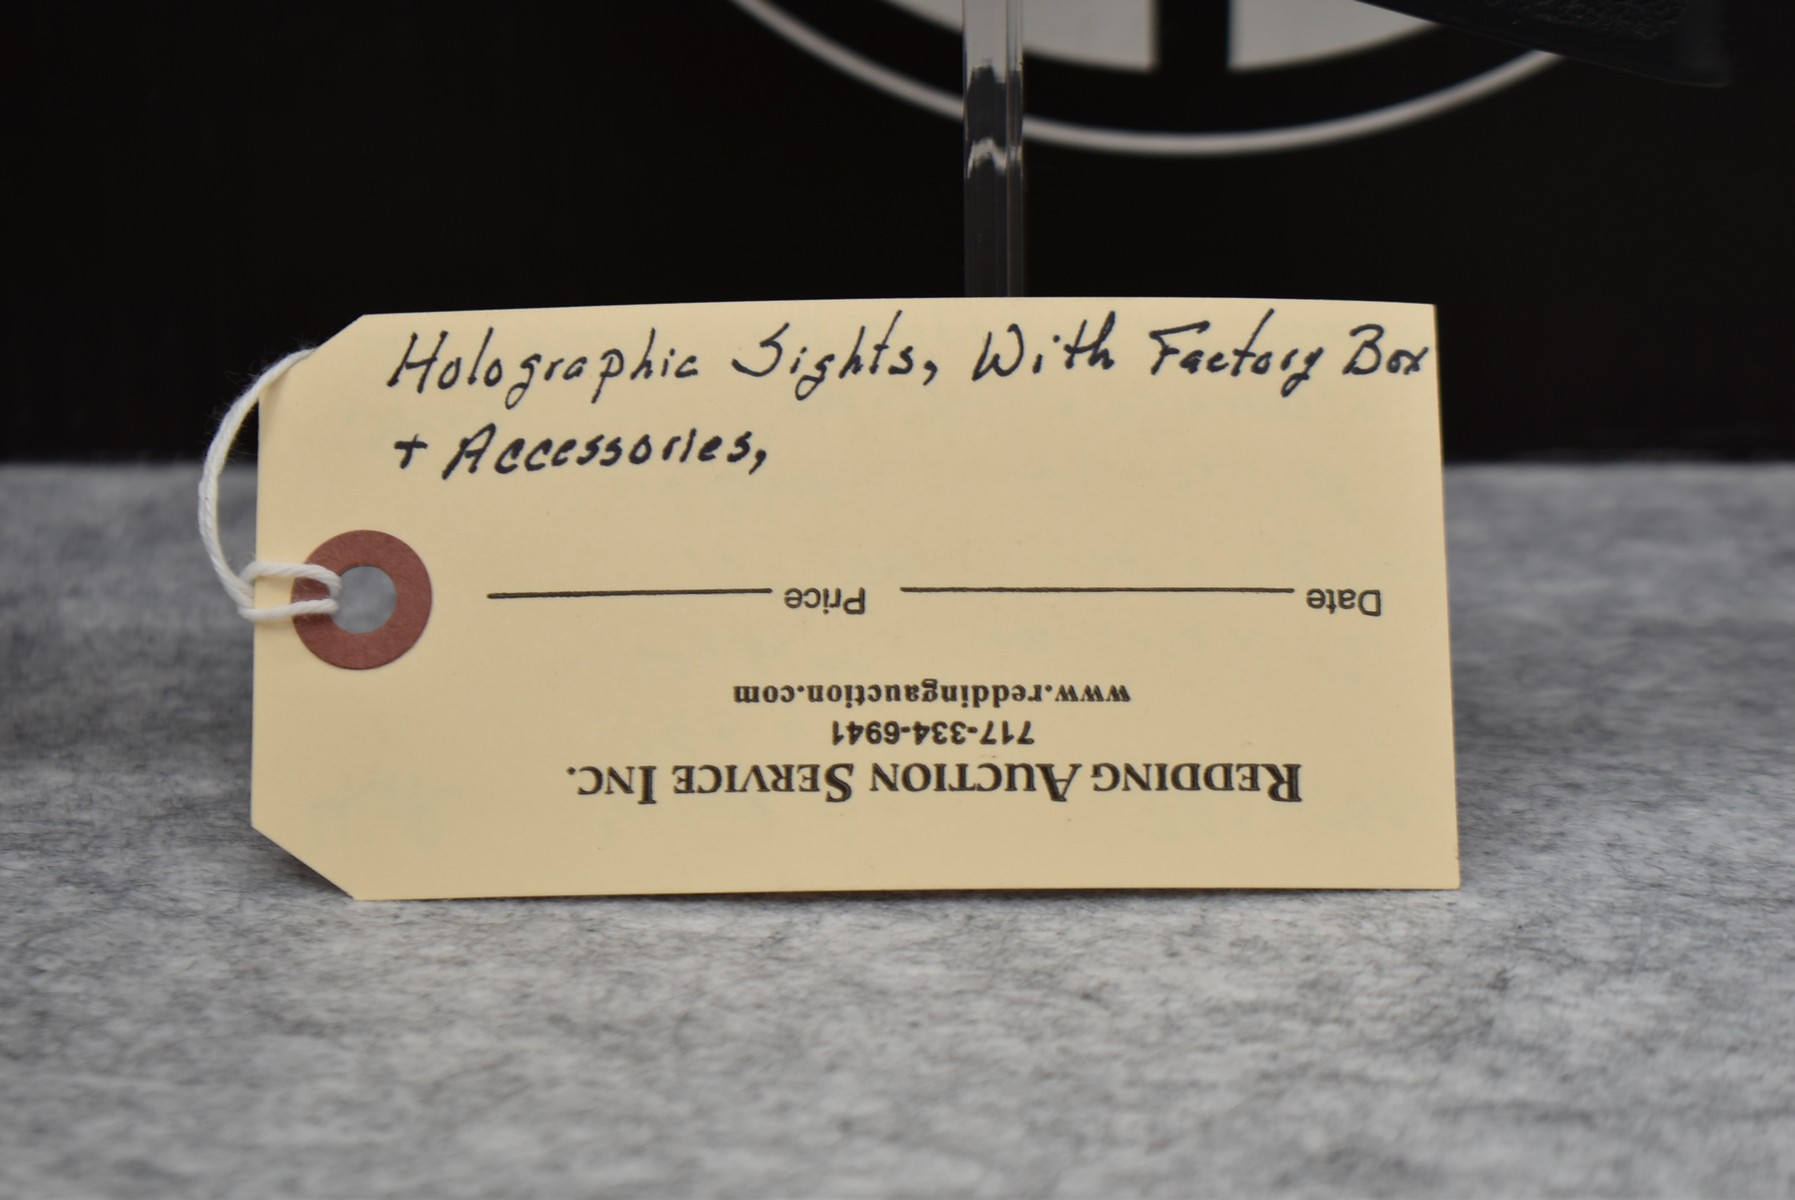 Holographic Sights, With Factory Box
+ Accessories,
Date Price
www.reddingauction.com
717-334-6941
REDDING AUCTION SERVICE INC.